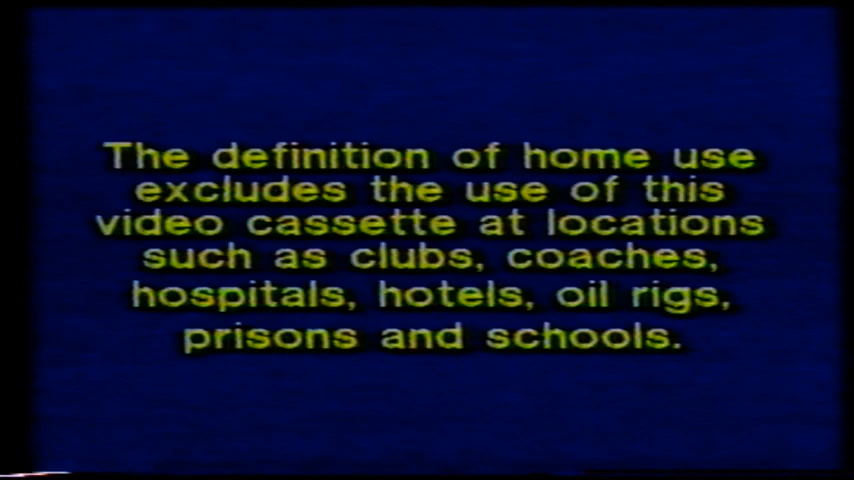 The definition of home use
excludes the use of this
video cassette at locations
such as clubs, coaches,
hospitals, hotels, oil rigs,
prisons and schools.